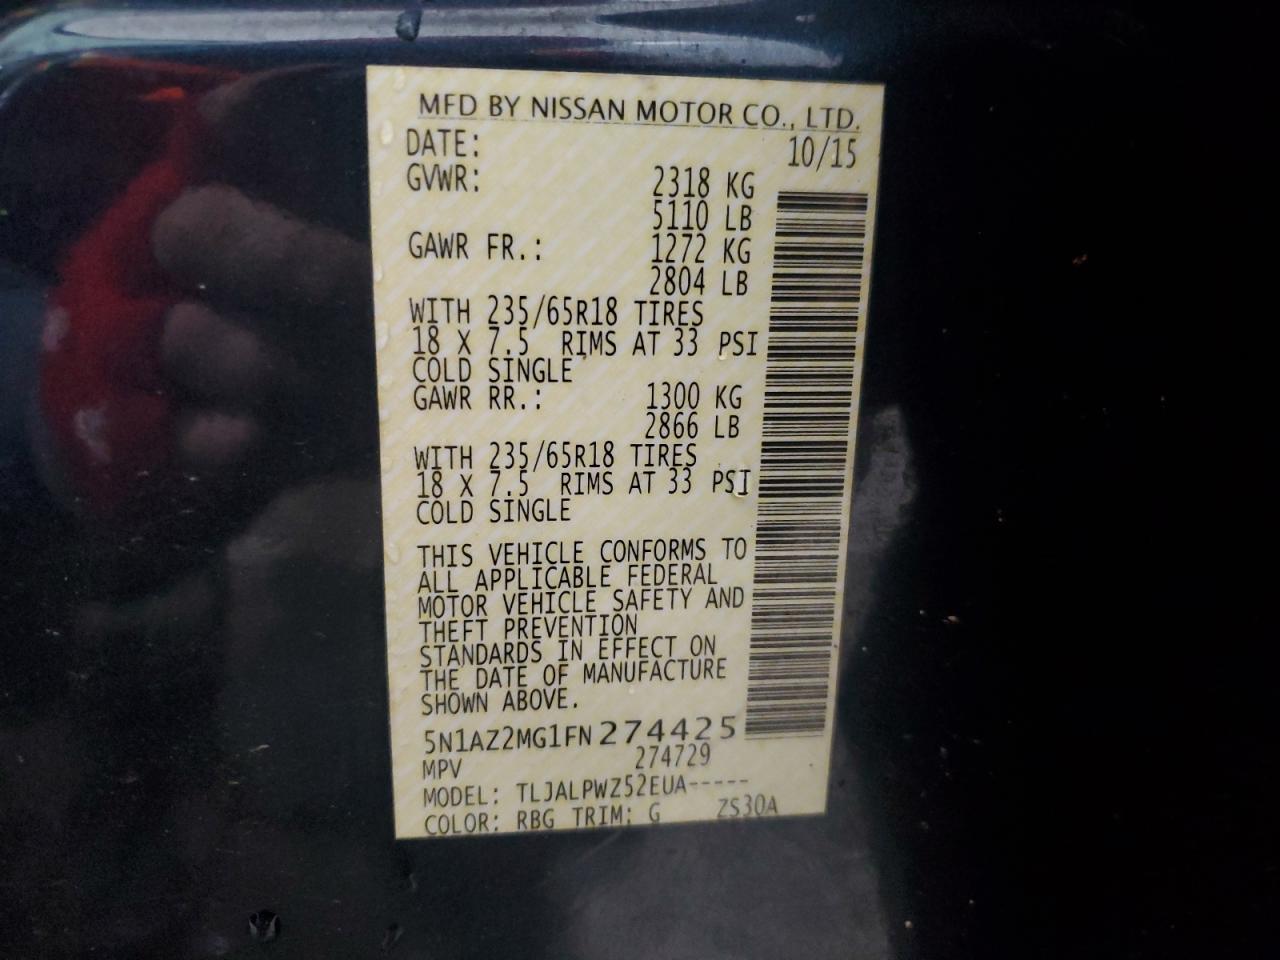 MFD BY NISSAN MOTOR CO., LTD.
DATE: 10/15
GVWR: 2318 KG
5110 LB
GAWR FR.: 1272 KG
2804 LB
WITH 235/65R18 TIRES
18 X 7.5 RIMS AT 33 PSI
COLD SINGLE
GAWR RR.: 1300 KG
2866 LB
WITH 235/65R18 TIRES
18 X 7.5 RIMS AT 33 PSI
COLD SINGLE
THIS VEHICLE CONFORMS TO
ALL APPLICABLE FEDERAL
MOTOR VEHICLE SAFETY AND
THEFT PREVENTION
STANDARDS IN EFFECT ON
THE DATE OF MANUFACTURE
SHOWN ABOVE.
5N1AZ2MG1FN274425
MPV 274729
MODEL: TLJALPWZ52EUA-----
COLOR: RBG TRIM: G ZS30A